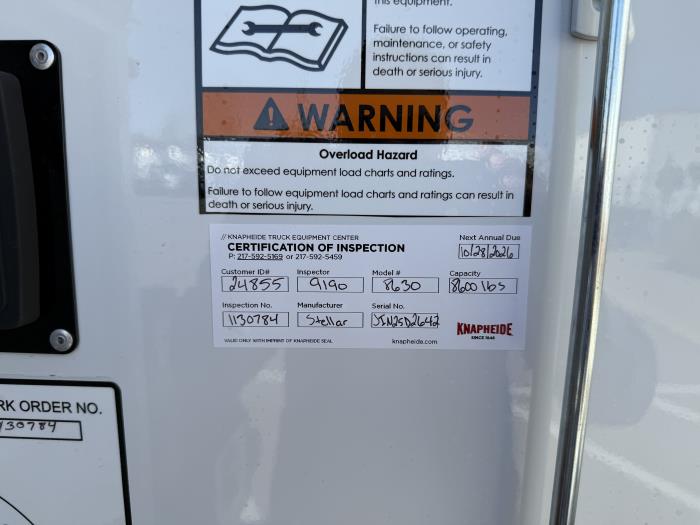 this equipment.
Failure to follow operating,
maintenance, or safety
instructions can result in
death or serious injury.
WARNING
Overload Hazard
Do not exceed equipment load charts and ratings.
Failure to follow equipment load charts and ratings can result in
death or serious injury.
// KNAPHEIDE TRUCK EQUIPMENT CENTER
CERTIFICATION OF INSPECTION
P: 217-592-5169 or 217-592-5459
Next Annual Due
10/28/2026
Customer ID# Inspector Model # Capacity
24855 9190 8630 8600 lbs
Inspection No. Manufacturer Serial No.
1130784 Stellar
VALID ONLY WITH IMPRINT OF KNAPHEIDE SEAL
knapheide.com
KNAPHEIDE
SINCE 1848
RK ORDER NO.
130784